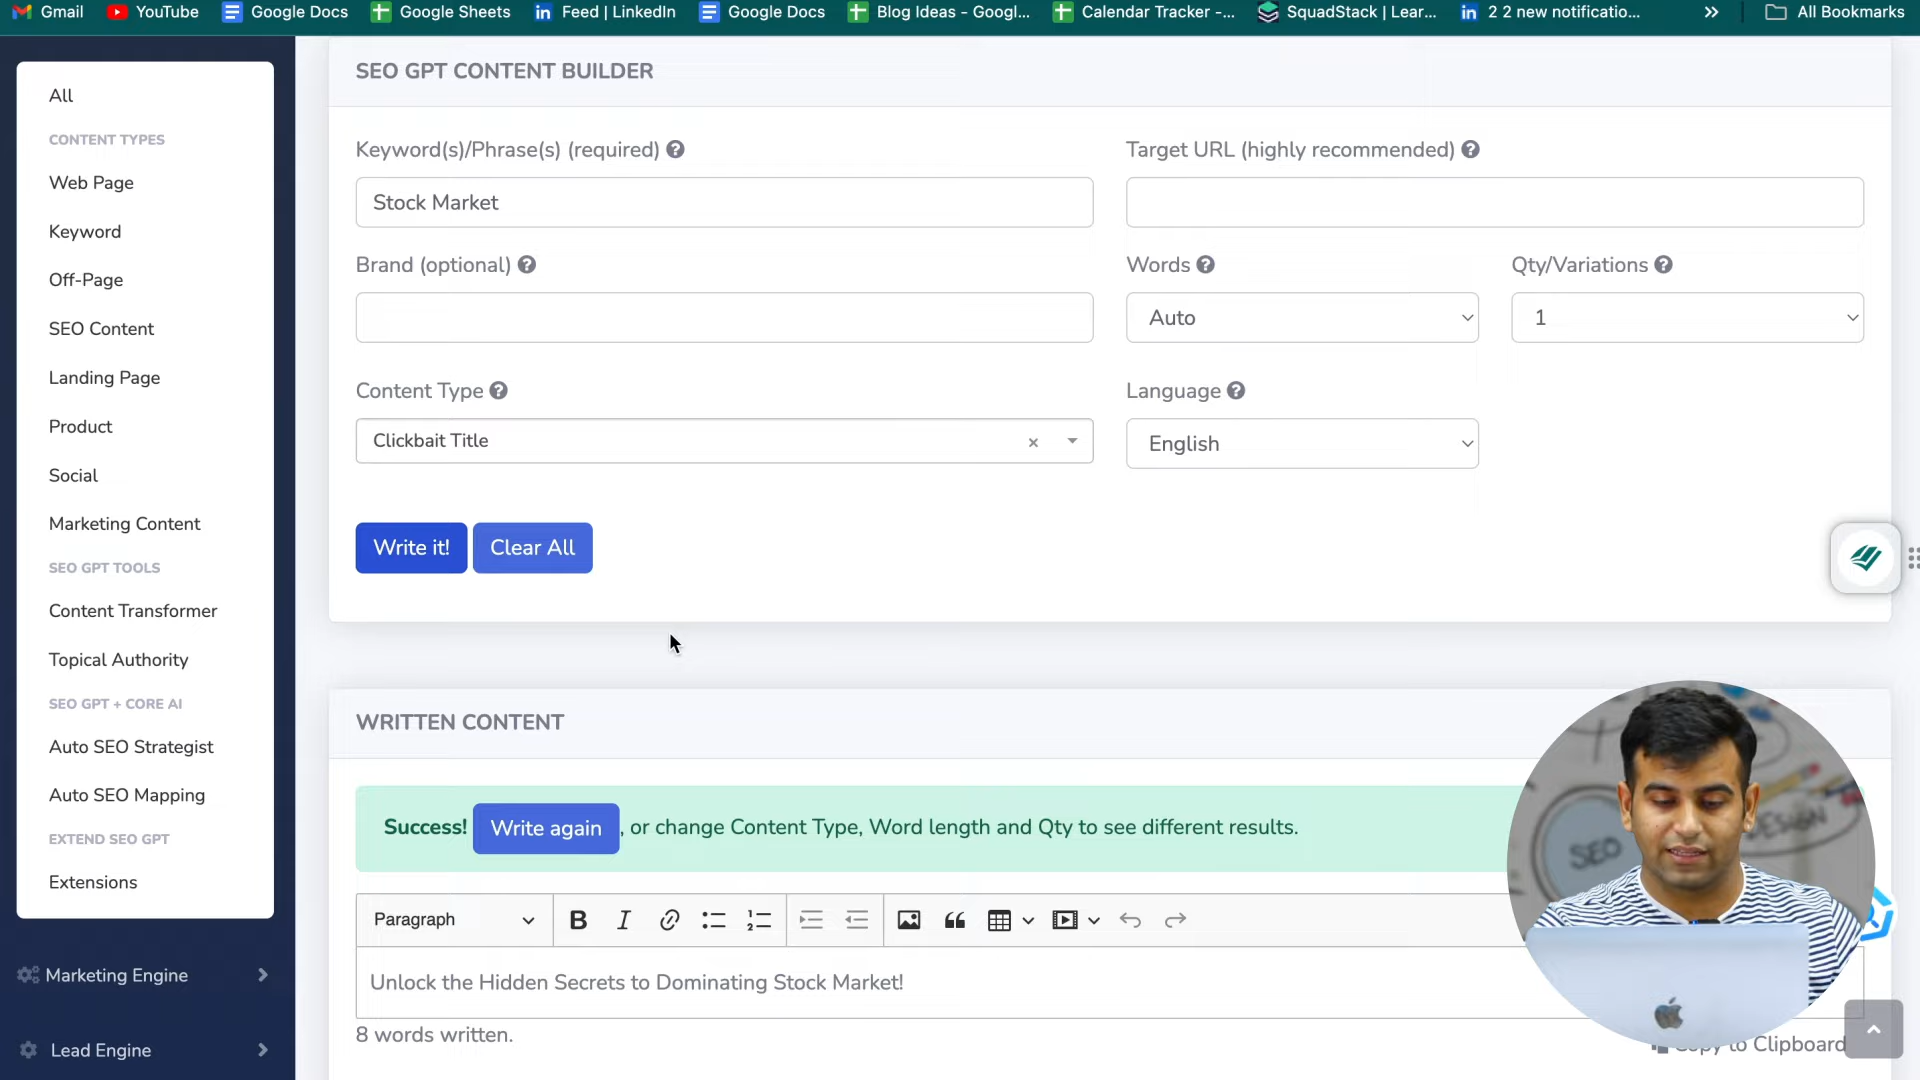 Gmail YouTube Google Docs Google Sheets Feed | LinkedIn Google Docs Blog Ideas - Googl... Calendar Tracker -... SquadStack | Lear... 2 2 new notificatio... » All Bookmarks
All
CONTENT TYPES
Web Page
Keyword
Off-Page
SEO Content
Landing Page
Product
Social
Marketing Content
SEO GPT TOOLS
Content Transformer
Topical Authority
SEO GPT + CORE AI
Auto SEO Strategist
Auto SEO Mapping
EXTEND SEO GPT
Extensions
Marketing Engine
Lead Engine
SEO GPT CONTENT BUILDER
Keyword(s)/Phrase(s) (required)
Stock Market
Target URL (highly recommended)
Brand (optional)
Words
Auto
Qty/Variations
1
Content Type
Clickbait Title
Language
English
Write it! Clear All
WRITTEN CONTENT
Success! Write again , or change Content Type, Word length and Qty to see different results.
Paragraph B I
Unlock the Hidden Secrets to Dominating Stock Market!
8 words written.
Copy to Clipboard
SEO
DESIGN